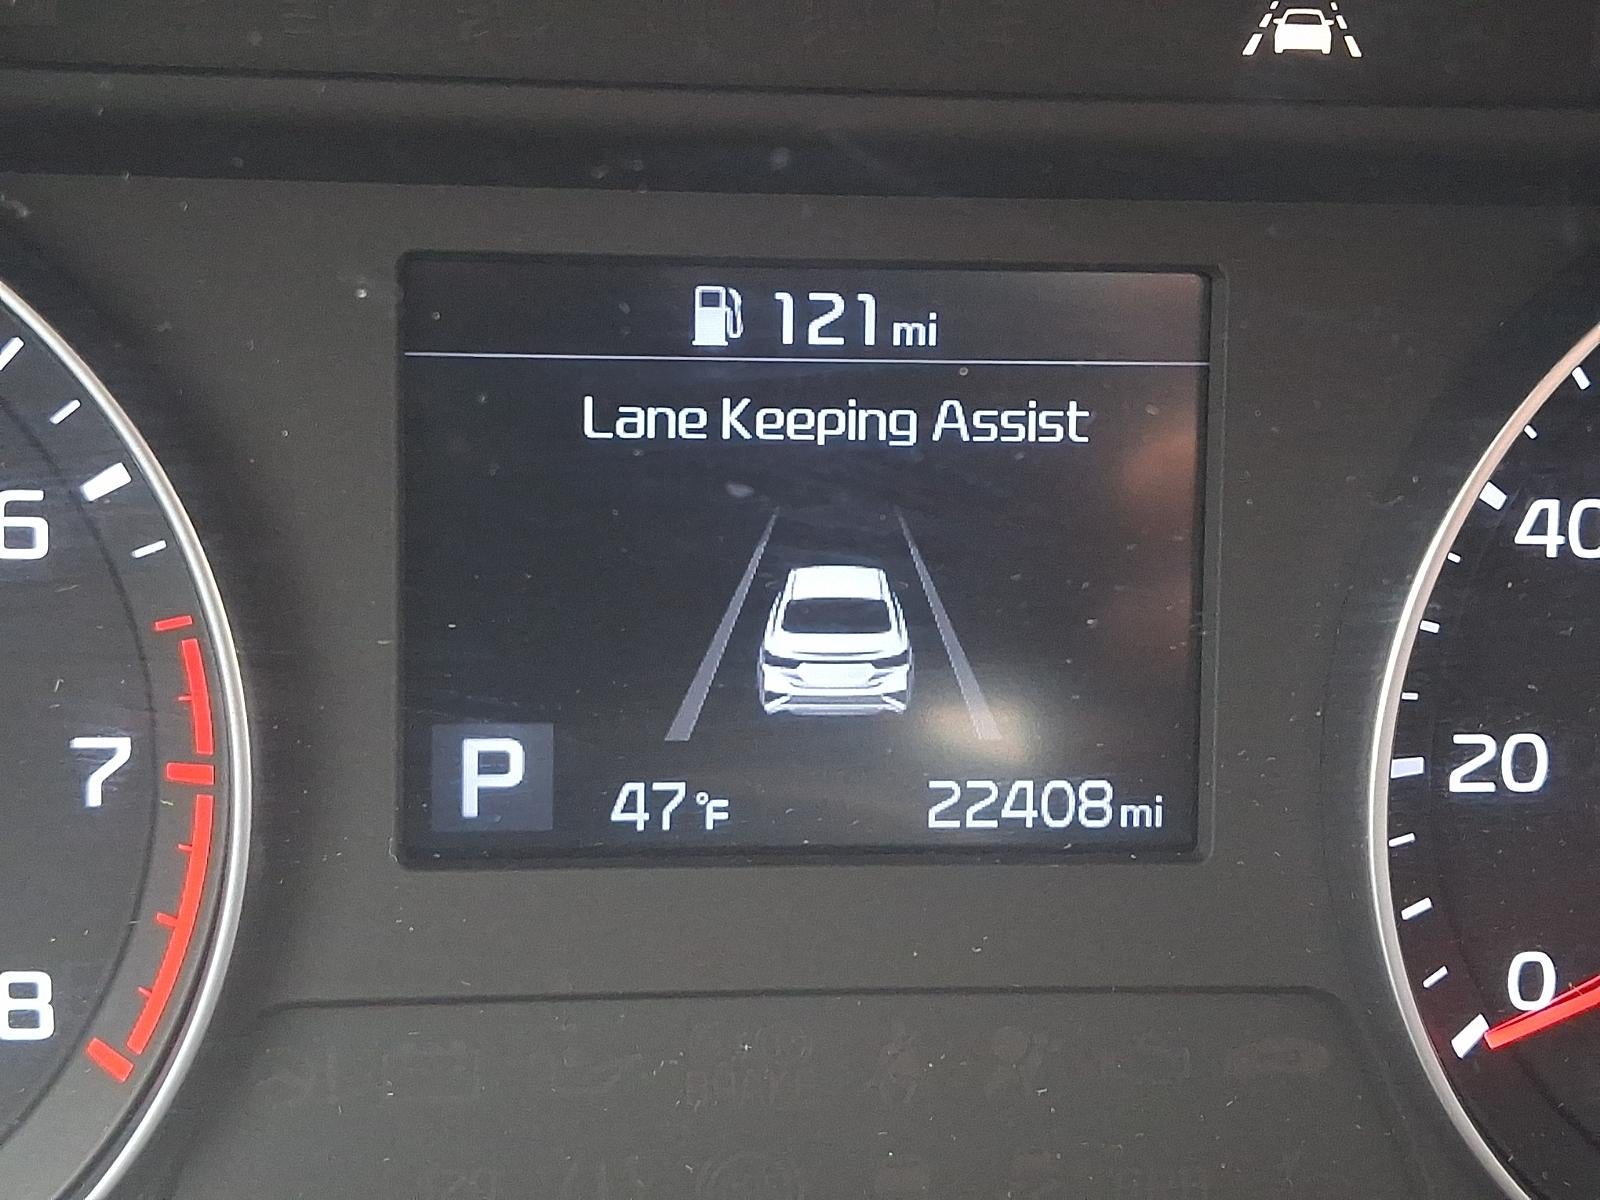 121 mi
Lane Keeping Assist
P
47°F
22408 mi
6
7
8
40
20
0